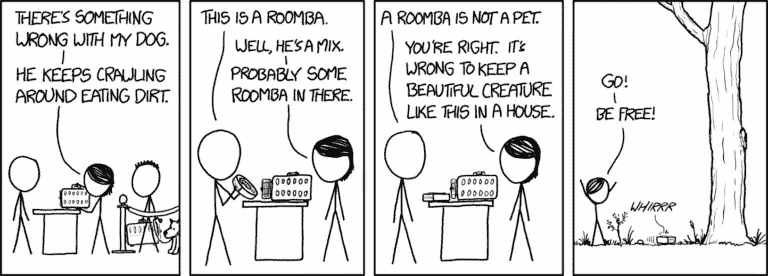 THERE'S SOMETHING
WRONG WITH MY DOG.
HE KEEPS CRAWLING
AROUND EATING DIRT.
THIS IS A ROOMBA.
WELL, HE'S A MIX.
PROBABLY SOME
ROOMBA IN THERE.
A ROOMBA IS NOT A PET.
YOU'RE RIGHT. IT'S
WRONG TO KEEP A
BEAUTIFUL CREATURE
LIKE THIS IN A HOUSE.
GO!
BE FREE!
WHIRRR